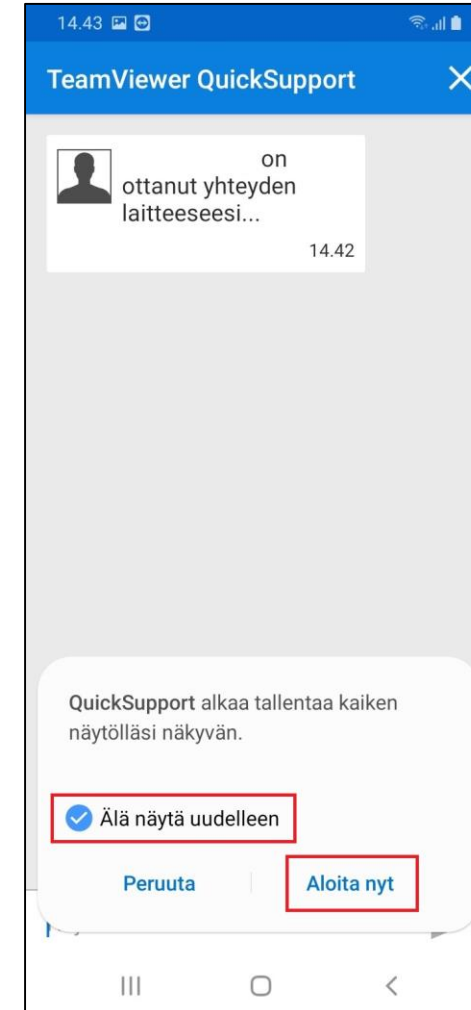 14.43
TeamViewer QuickSupport
on
ottanut yhteyden
laitteeseesi...
14.42
QuickSupport alkaa tallentaa kaiken
näytölläsi näkyvän.
Älä näytä uudelleen
Peruuta
Aloita nyt